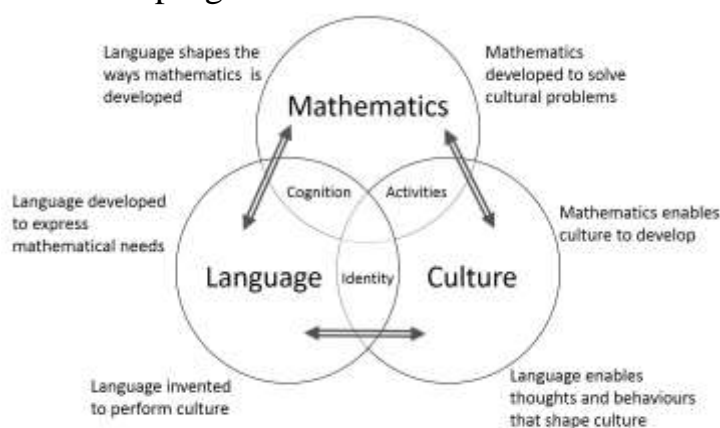 Language shapes the
ways mathematics is
developed
Mathematics
developed to solve
cultural problems
Mathematics
Cognition
Activities
Language developed
to express
mathematical needs
Mathematics enables
culture to develop
Language
Identity
Culture
Language invented
to perform culture
Language enables
thoughts and behaviours
that shape culture